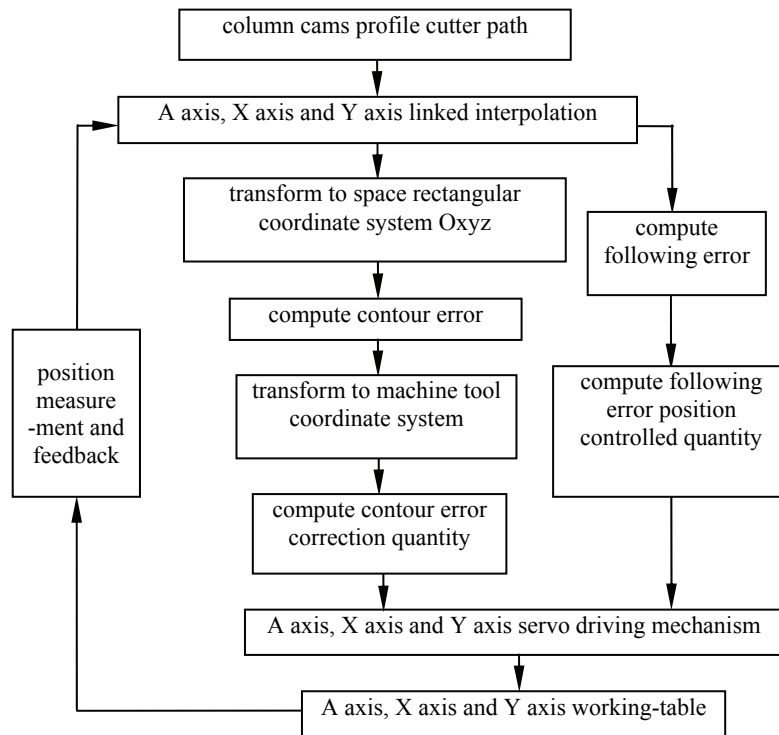 column cams profile cutter path
A axis, X axis and Y axis linked interpolation
transform to space rectangular
coordinate system Oxyz
compute
following error
compute contour error
position
measure
-ment and
feedback
transform to machine tool
coordinate system
compute following
error position
controlled quantity
compute contour error
correction quantity
A axis, X axis and Y axis servo driving mechanism
A axis, X axis and Y axis working-table